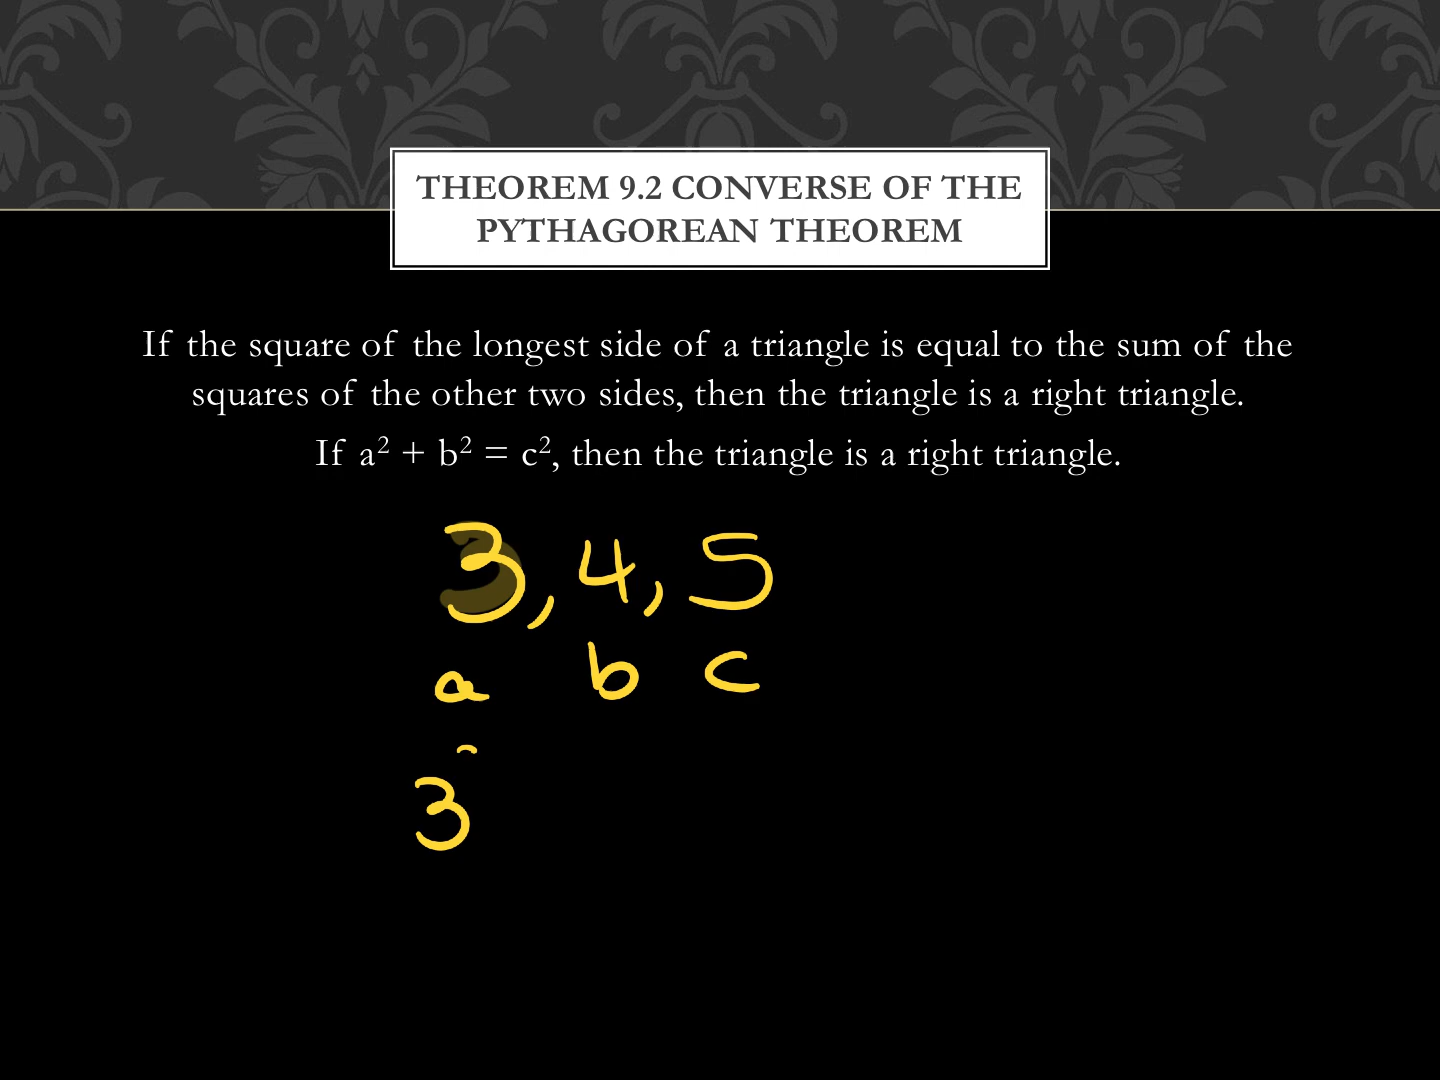 THEOREM 9.2 CONVERSE OF THE
PYTHAGOREAN THEOREM
If the square of the longest side of a triangle is equal to the sum of the
squares of the other two sides, then the triangle is a right triangle.
If a² + b² = c², then the triangle is a right triangle.
3, 4, 5
a b c
3